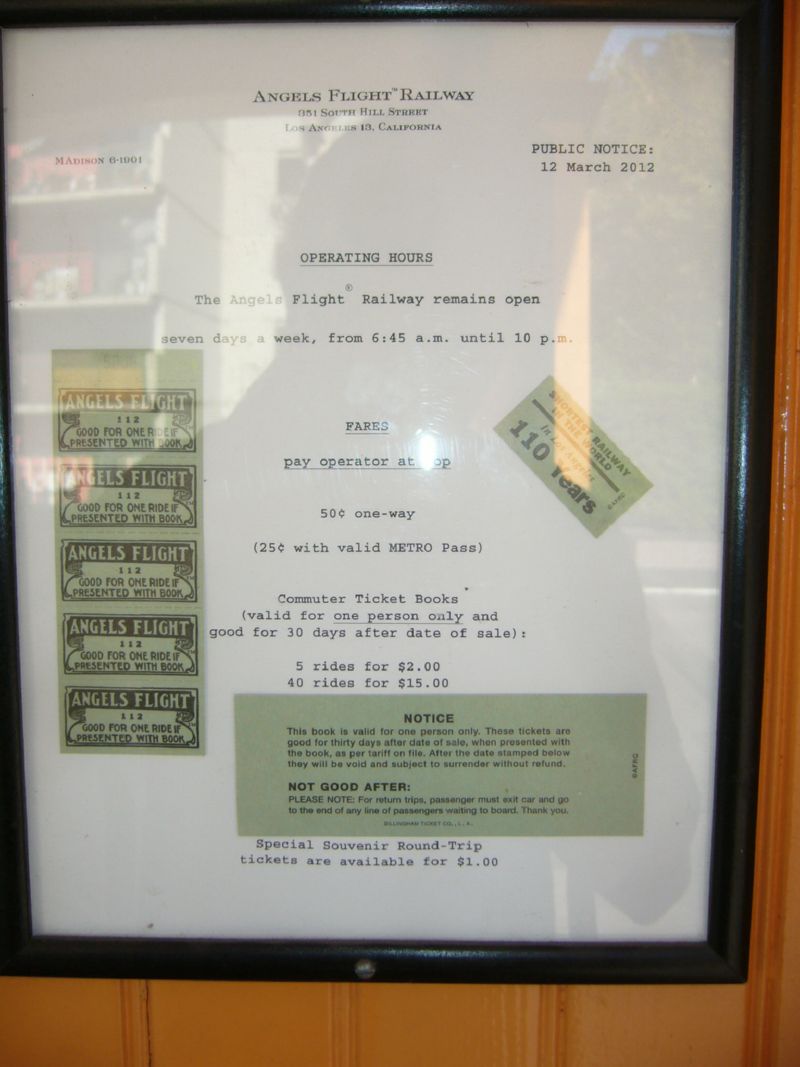 ANGELS FLIGHT™ RAILWAY
351 SOUTH HILL STREET
LOS ANGELES 13, CALIFORNIA
MADISON 6-1901
PUBLIC NOTICE:
12 March 2012
OPERATING HOURS
The Angels Flight® Railway remains open
seven days a week, from 6:45 a.m. until 10 p.m.
FARES
pay operator at top
50¢ one-way
(25¢ with valid METRO Pass)
Commuter Ticket Books
(valid for one person only and
good for 30 days after date of sale):
5 rides for $2.00
40 rides for $15.00
ANGELS FLIGHT
112
GOOD FOR ONE RIDE IF
PRESENTED WITH BOOK
ANGELS FLIGHT
112
GOOD FOR ONE RIDE IF
PRESENTED WITH BOOK
ANGELS FLIGHT
112
GOOD FOR ONE RIDE IF
PRESENTED WITH BOOK
ANGELS FLIGHT
112
GOOD FOR ONE RIDE IF
PRESENTED WITH BOOK
ANGELS FLIGHT
112
GOOD FOR ONE RIDE IF
PRESENTED WITH BOOK
SHORTEST RAILWAY
IN THE WORLD
In Los Angeles
110 Years
©AFRC
NOTICE
This book is valid for one person only. These tickets are
good for thirty days after date of sale, when presented with
the book, as per tariff on file. After the date stamped below
they will be void and subject to surrender without refund.
NOT GOOD AFTER:
PLEASE NOTE: For return trips, passenger must exit car and go
to the end of any line of passengers waiting to board. Thank you.
DILLINGHAM TICKET CO., L. A.
©AFRC
Special Souvenir Round-Trip
tickets are available for $1.00